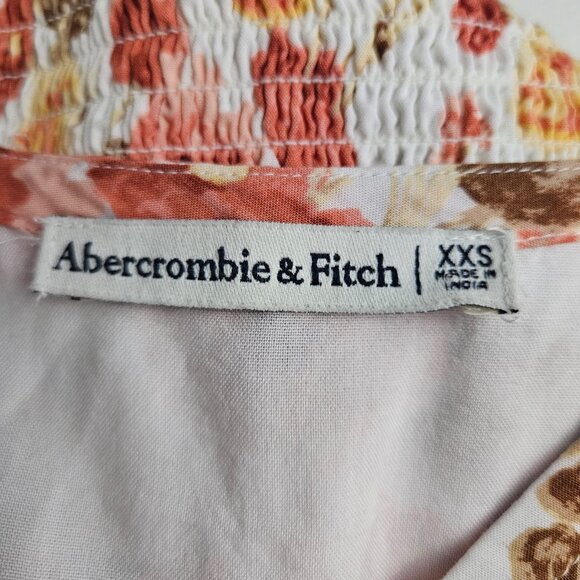 Abercrombie & Fitch | XXS
MADE IN
INDIA